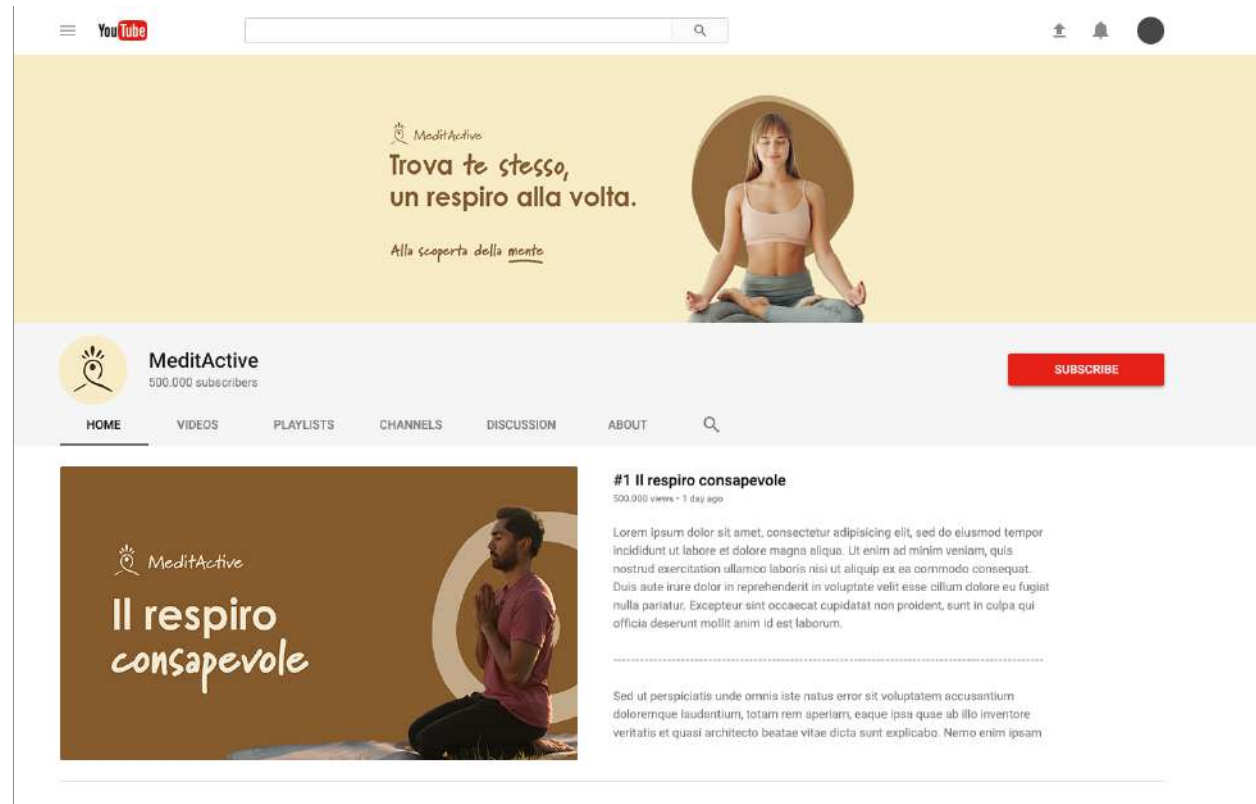 YouTube
MeditActive
Trova te stesso,
un respiro alla volta.
Alla scoperta della mente
MeditActive
500.000 subscribers
SUBSCRIBE
HOME VIDEOS PLAYLISTS CHANNELS DISCUSSION ABOUT
MeditActive
Il respiro
consapevole
#1 Il respiro consapevole
500.000 views • 1 day ago
Lorem ipsum dolor sit amet, consectetur adipisicing elit, sed do eiusmod tempor
incididunt ut labore et dolore magna aliqua. Ut enim ad minim veniam, quis
nostrud exercitation ullamco laboris nisi ut aliquip ex ea commodo consequat.
Duis aute irure dolor in reprehenderit in voluptate velit esse cillum dolore eu fugiat
nulla pariatur. Excepteur sint occaecat cupidatat non proident, sunt in culpa qui
officia deserunt mollit anim id est laborum.
Sed ut perspiciatis unde omnis iste natus error sit voluptatem accusantium
doloremque laudantium, totam rem aperiam, eaque ipsa quae ab illo inventore
veritatis et quasi architecto beatae vitae dicta sunt explicabo. Nemo enim ipsam